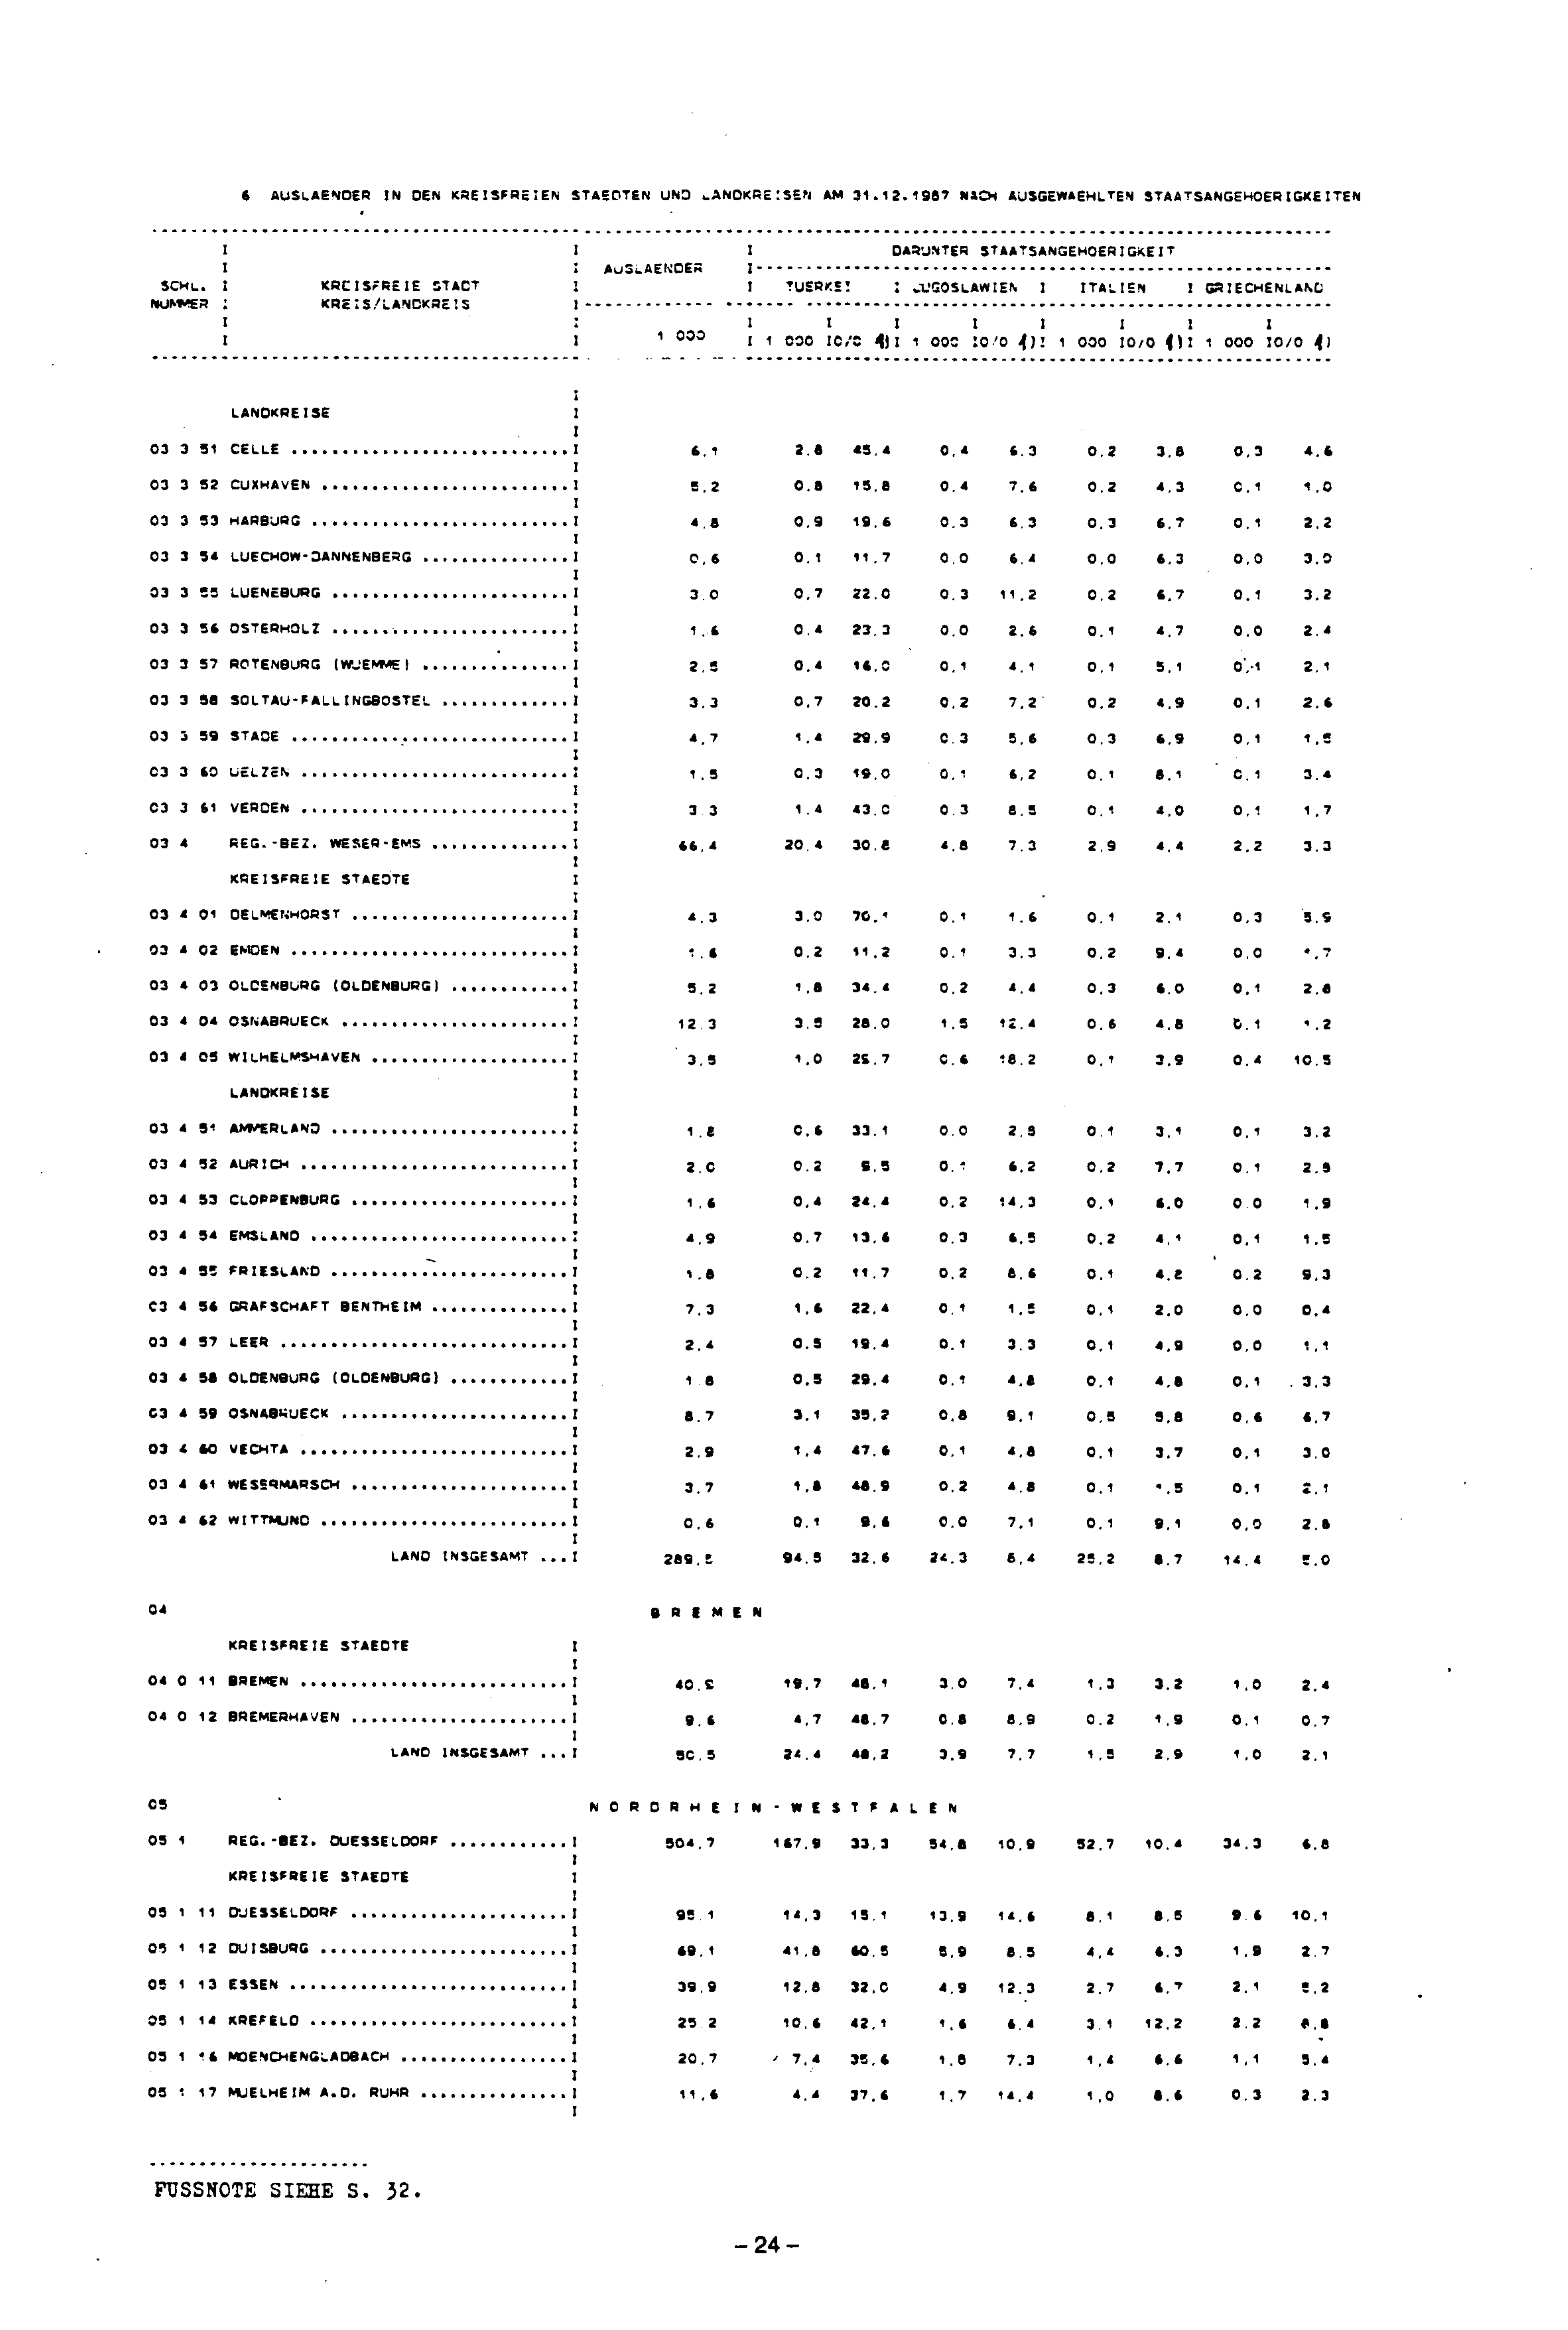 6 AUSLAENDER IN DEN KREISFREIEN STAEDTEN UND LANDKREISEN AM 31.12.1987 NACH AUSGEWAEHLTEN STAATSANGEHOERIGKEITEN
I I I DARUNTER STAATSANGEHOERIGKEIT
I I AUSLAENDER I
SCHL. I KREISFREIE STADT I I TUERKEI I JUGOSLAWIEN I ITALIEN I GRIECHENLAND
NUMMER I KREIS/LANDKREIS I
I I 1 000 I 1 000 IO/O 4)I 1 000 IO/O 4)I 1 000 IO/O 4)I 1 000 IO/O 4)
LANDKREISE
03 3 51 CELLE ............................I 6.1 2.8 45.4 0.4 6.3 0.2 3.8 0.3 4.6
03 3 52 CUXHAVEN .........................I 5.2 0.8 15.8 0.4 7.6 0.2 4.3 0.1 1.0
03 3 53 HARBURG ..........................I 4.8 0.9 19.6 0.3 6.3 0.3 6.7 0.1 2.2
03 3 54 LUECHOW-DANNENBERG ...............I 0.6 0.1 11.7 0.0 6.4 0.0 6.3 0.0 3.0
03 3 55 LUENEBURG ........................I 3.0 0.7 22.0 0.3 11.2 0.2 6.7 0.1 3.2
03 3 56 OSTERHOLZ ........................I 1.6 0.4 23.3 0.0 2.6 0.1 4.7 0.0 2.4
03 3 57 ROTENBURG (WUEMME) ...............I 2.5 0.4 16.0 0.1 4.1 0.1 5.1 0.1 2.1
03 3 58 SOLTAU-FALLINGBOSTEL .............I 3.3 0.7 20.2 0.2 7.2 0.2 4.9 0.1 2.6
03 3 59 STADE ............................I 4.7 1.4 29.9 0.3 5.6 0.3 6.9 0.1 1.5
03 3 60 UELZEN ...........................I 1.5 0.3 19.0 0.1 6.2 0.1 8.1 0.1 3.4
03 3 61 VERDEN ...........................I 3.3 1.4 43.0 0.3 8.5 0.1 4.0 0.1 1.7
03 4 REG.-BEZ. WESER-EMS ..............I 66.4 20.4 30.8 4.8 7.3 2.9 4.4 2.2 3.3
KREISFREIE STAEDTE
03 4 01 DELMENHORST ......................I 4.3 3.0 70.1 0.1 1.6 0.1 2.1 0.3 5.9
03 4 02 EMDEN ............................I 1.6 0.2 11.2 0.1 3.3 0.2 9.4 0.0 1.7
03 4 03 OLDENBURG (OLDENBURG) ............I 5.2 1.8 34.4 0.2 4.4 0.3 6.0 0.1 2.8
03 4 04 OSNABRUECK .......................I 12.3 3.5 28.0 1.5 12.4 0.6 4.8 0.1 1.2
03 4 05 WILHELMSHAVEN ....................I 3.5 1.0 0.6 18.2 0.1 3.9 0.4 10.5
LANDKREISE
03 4 51 AMMERLAND ........................I 1.8 0.6 33.1 0.0 0.1 3.1 0.1 3.2
03 4 52 AURICH ...........................I 2.0 0.2 9.5 0.1 6.2 0.2 7.7 0.1
03 4 53 CLOPPENBURG ......................I 1.6 0.4 24.4 0.2 14.3 0.1 6.0 0.0 1.9
03 4 54 EMSLAND ..........................I 4.9 0.7 13.6 0.3 6.5 0.2 4.1 0.1 1.5
03 4 55 FRIESLAND ........................I 1.8 0.2 11.7 0.2 8.6 0.1 0.2 9.3
03 4 56 GRAFSCHAFT BENTHEIM ..............I 7.3 1.6 22.4 0.1 1.5 0.1 2.0 0.0 0.4
03 4 57 LEER .............................I 2.4 0.5 19.4 0.1 3.3 0.1 4.9 0.0 1.1
03 4 58 OLDENBURG (OLDENBURG) ............I 1.8 0.5 29.4 0.1 4.8 0.1 4.8 0.1 3.3
03 4 59 OSNABRUECK .......................I 8.7 3.1 35.2 0.8 9.1 0.5 5.8 0.6 6.7
03 4 60 VECHTA ...........................I 2.9 1.4 47.6 0.1 4.8 0.1 3.7 0.1 3.0
03 4 61 WESERMARSCH ......................I 3.7 1.8 48.9 0.2 4.8 0.1 1.5 0.1 2.1
03 4 62 WITTMUND .........................I 0.6 0.1 9.6 0.0 7.1 0.1 9.1 0.0 2.8
LAND INSGESAMT ...I 289.5 94.5 32.6 24.3 8.4 25.2 8.7 14.4 5.0
04 B R E M E N
KREISFREIE STAEDTE
04 0 11 BREMEN ...........................I 40.9 19.7 48.1 3.0 7.4 1.3 3.2 1.0 2.4
04 0 12 BREMERHAVEN ......................I 9.6 4.7 48.7 0.8 8.9 0.2 1.9 0.1 0.7
LAND INSGESAMT ...I 50.5 24.4 48.2 3.9 7.7 1.5 2.9 1.0 2.1
05 N O R D R H E I N - W E S T F A L E N
05 1 REG.-BEZ. DUESSELDORF ............I 504.7 167.9 33.3 54.8 10.9 52.7 10.4 34.3 6.8
KREISFREIE STAEDTE
05 1 11 DUESSELDORF ......................I 95.1 14.3 15.1 13.9 14.6 8.1 8.5 9.6 10.1
05 1 12 DUISBURG .........................I 69.1 41.8 60.5 5.9 8.5 4.4 6.3 1.9 2.7
05 1 13 ESSEN ............................I 39.9 12.8 32.0 4.9 12.3 2.7 6.7 2.1 5.2
05 1 14 KREFELD ..........................I 25.2 10.6 42.1 1.6 6.4 3.1 12.2 2.2 8.8
05 1 16 MOENCHENGLADBACH .................I 20.7 7.4 35.6 7.3 1.4 6.6 1.1 5.4
05 1 17 MUELHEIM A.D. RUHR ...............I 11.6 4.4 37.6 1.7 14.4 1.0 8.6 0.3 2.3
FUSSNOTE SIEHE S. 32.
– 24 –